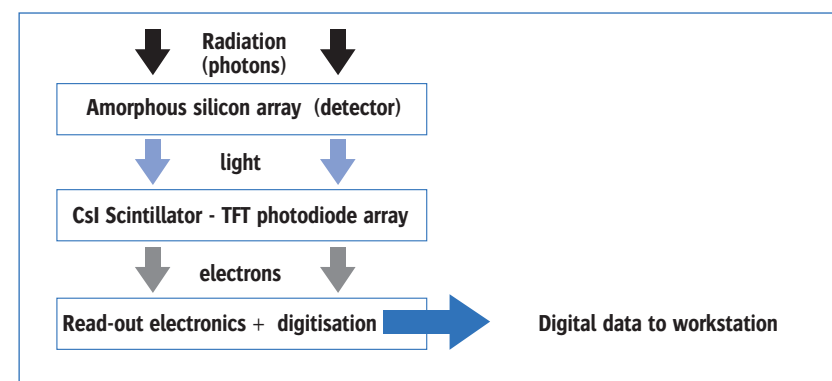 Radiation
(photons)
Amorphous silicon array (detector)
light
CsI Scintillator - TFT photodiode array
electrons
Read-out electronics + digitisation
Digital data to workstation